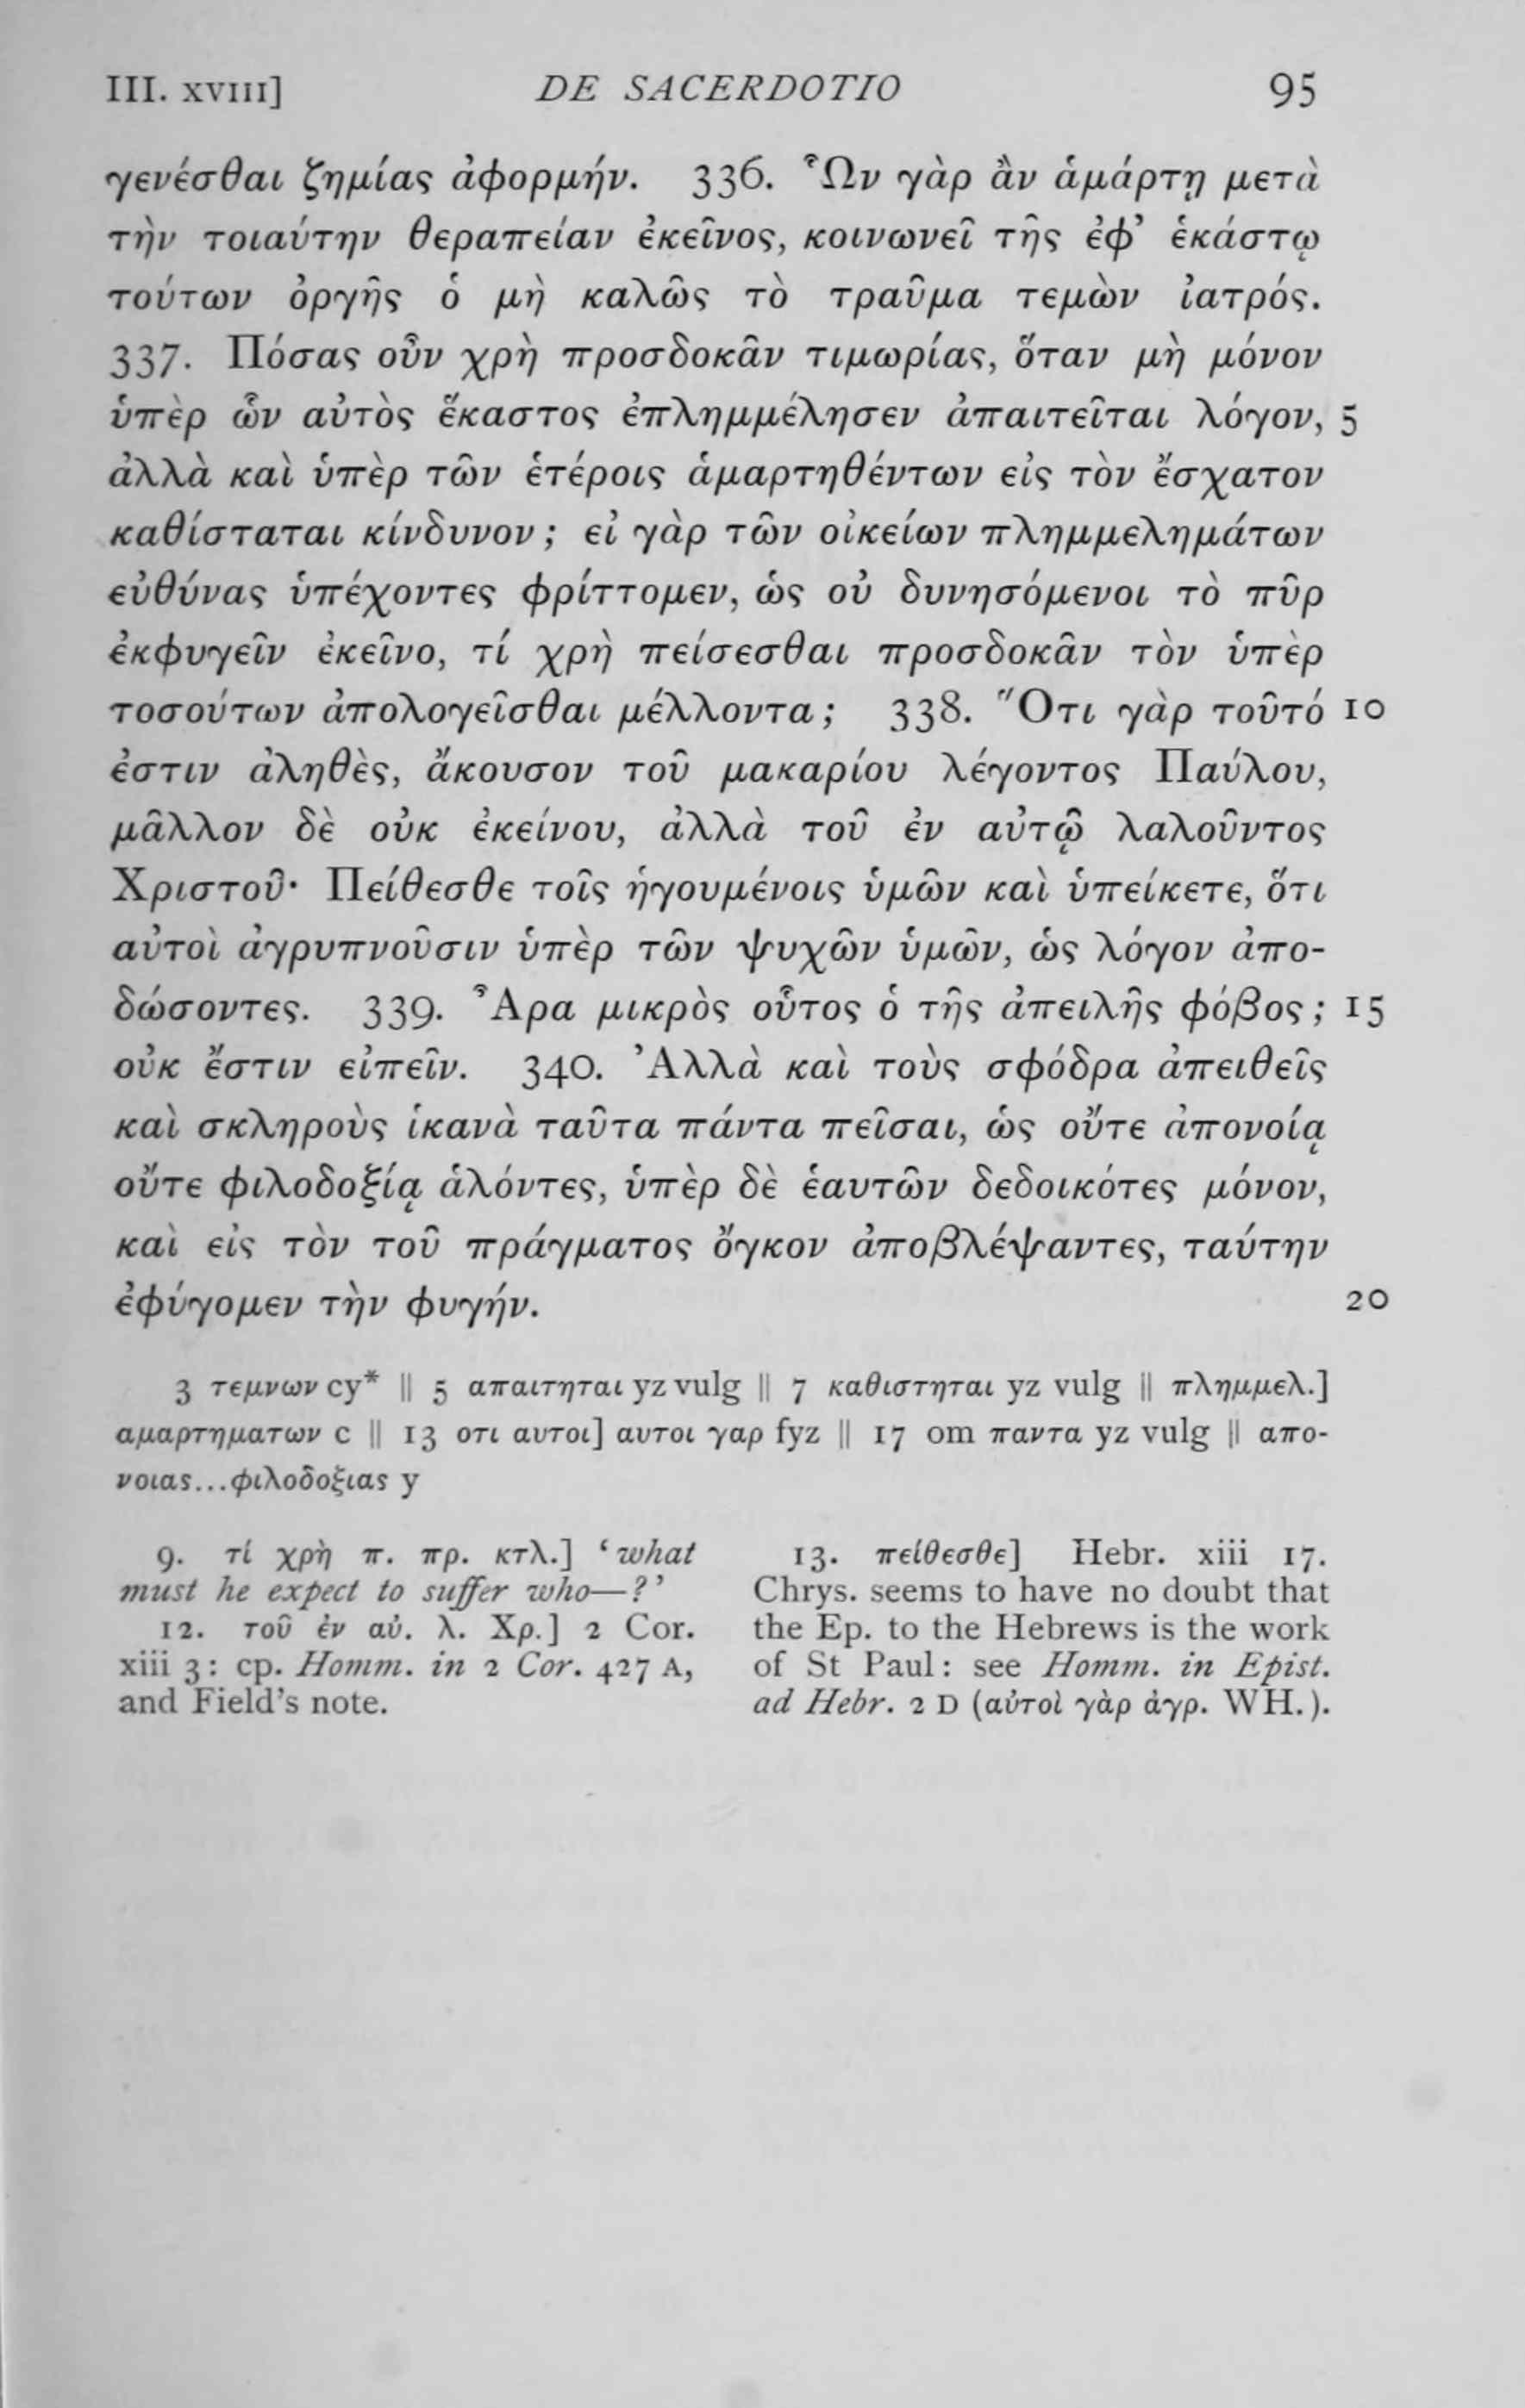 III. XVIII] DE SACERDOTIO 95
γενέσθαι ζημίας ἀφορμήν. 336. Ὧν γὰρ ἂν ἁμάρτῃ μετὰ
τὴν τοιαύτην θεραπείαν ἐκεῖνος, κοινωνεῖ τῆς ἐφ’ ἑκάστῳ
τούτων ὀργῆς ὁ μὴ καλῶς τὸ τραῦμα τεμὼν ἰατρός.
337. Πόσας οὖν χρὴ προσδοκᾶν τιμωρίας, ὅταν μὴ μόνον
ὑπὲρ ὧν αὐτὸς ἕκαστος ἐπλημμέλησεν ἀπαιτεῖται λόγον, 5
ἀλλὰ καὶ ὑπὲρ τῶν ἑτέροις ἁμαρτηθέντων εἰς τὸν ἔσχατον
καθίσταται κίνδυνον; εἰ γὰρ τῶν οἰκείων πλημμελημάτων
εὐθύνας ὑπέχοντες φρίττομεν, ὡς οὐ δυνησόμενοι τὸ πῦρ
ἐκφυγεῖν ἐκεῖνο, τί χρὴ πείσεσθαι προσδοκᾶν τὸν ὑπὲρ
τοσούτων ἀπολογεῖσθαι μέλλοντα; 338. Ὅτι γὰρ τοῦτό 10
ἐστιν ἀληθὲς, ἄκουσον τοῦ μακαρίου λέγοντος Παύλου,
μᾶλλον δὲ οὐκ ἐκείνου, ἀλλὰ τοῦ ἐν αὐτῷ λαλοῦντος
Χριστοῦ· Πείθεσθε τοῖς ἡγουμένοις ὑμῶν καὶ ὑπείκετε, ὅτι
αὐτοὶ ἀγρυπνοῦσιν ὑπὲρ τῶν ψυχῶν ὑμῶν, ὡς λόγον ἀπο-
δώσοντες. 339. Ἆρα μικρὸς οὗτος ὁ τῆς ἀπειλῆς φόβος; 15
οὐκ ἔστιν εἰπεῖν. 340. Ἀλλὰ καὶ τοὺς σφόδρα ἀπειθεῖς
καὶ σκληροὺς ἱκανὰ ταῦτα πάντα πεῖσαι, ὡς οὔτε ἀπονοίᾳ
οὔτε φιλοδοξίᾳ ἁλόντες, ὑπὲρ δὲ ἑαυτῶν δεδοικότες μόνον,
καὶ εἰς τὸν τοῦ πράγματος ὄγκον ἀποβλέψαντες, ταύτην
ἐφύγομεν τὴν φυγήν. 20
3 τεμνων cy* || 5 απαιτηται yz vulg || 7 καθιστηται yz vulg || πλημμελ.]
αμαρτηματων c || 13 οτι αυτοι] αυτοι γαρ fyz || 17 om παντα yz vulg || απο-
νοιας...φιλοδοξιας y
9. τί χρὴ π. πρ. κτλ.] ‘what
must he expect to suffer who—?’
12. τοῦ ἐν αὐ. λ. Χρ.] 2 Cor.
xiii 3: cp. Homm. in 2 Cor. 427 A,
and Field’s note.
13. πείθεσθε] Hebr. xiii 17.
Chrys. seems to have no doubt that
the Ep. to the Hebrews is the work
of St Paul: see Homm. in Epist.
ad Hebr. 2 D (αὐτοὶ γὰρ ἀγρ. WH.).